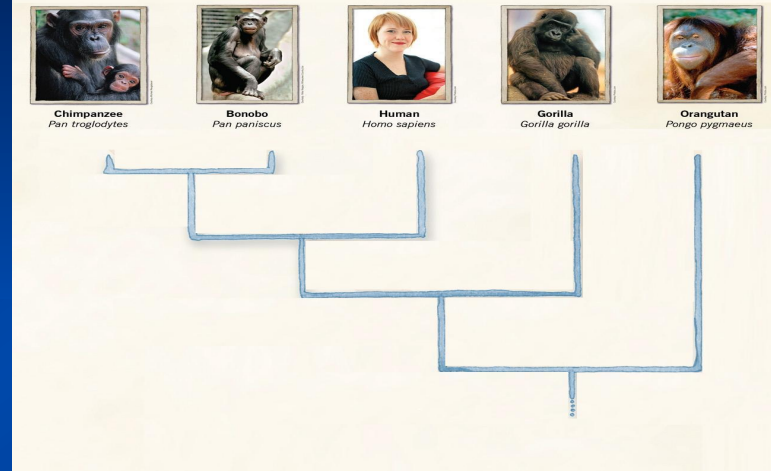 Chimpanzee
Pan troglodytes
Bonobo
Pan paniscus
Human
Homo sapiens
Gorilla
Gorilla gorilla
Orangutan
Pongo pygmaeus